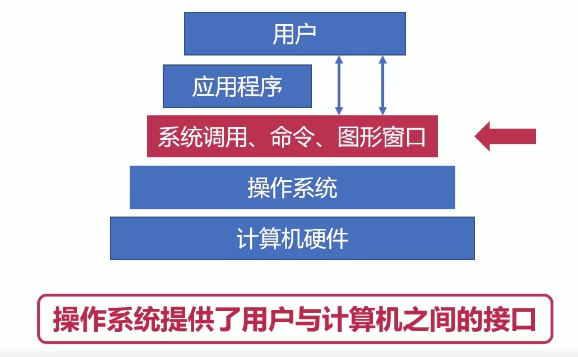 用户
应用程序
系统调用、命令、图形窗口
操作系统
计算机硬件
操作系统提供了用户与计算机之间的接口